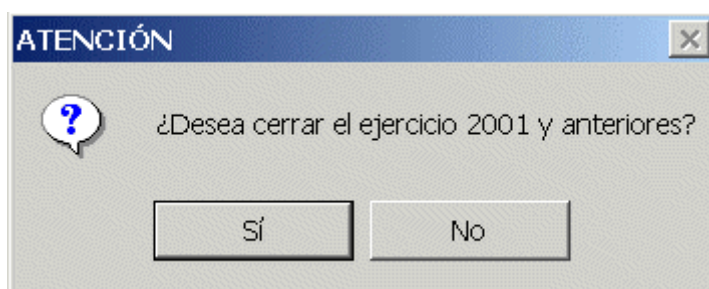 ATENCIÓN
¿Desea cerrar el ejercicio 2001 y anteriores?
Sí
No